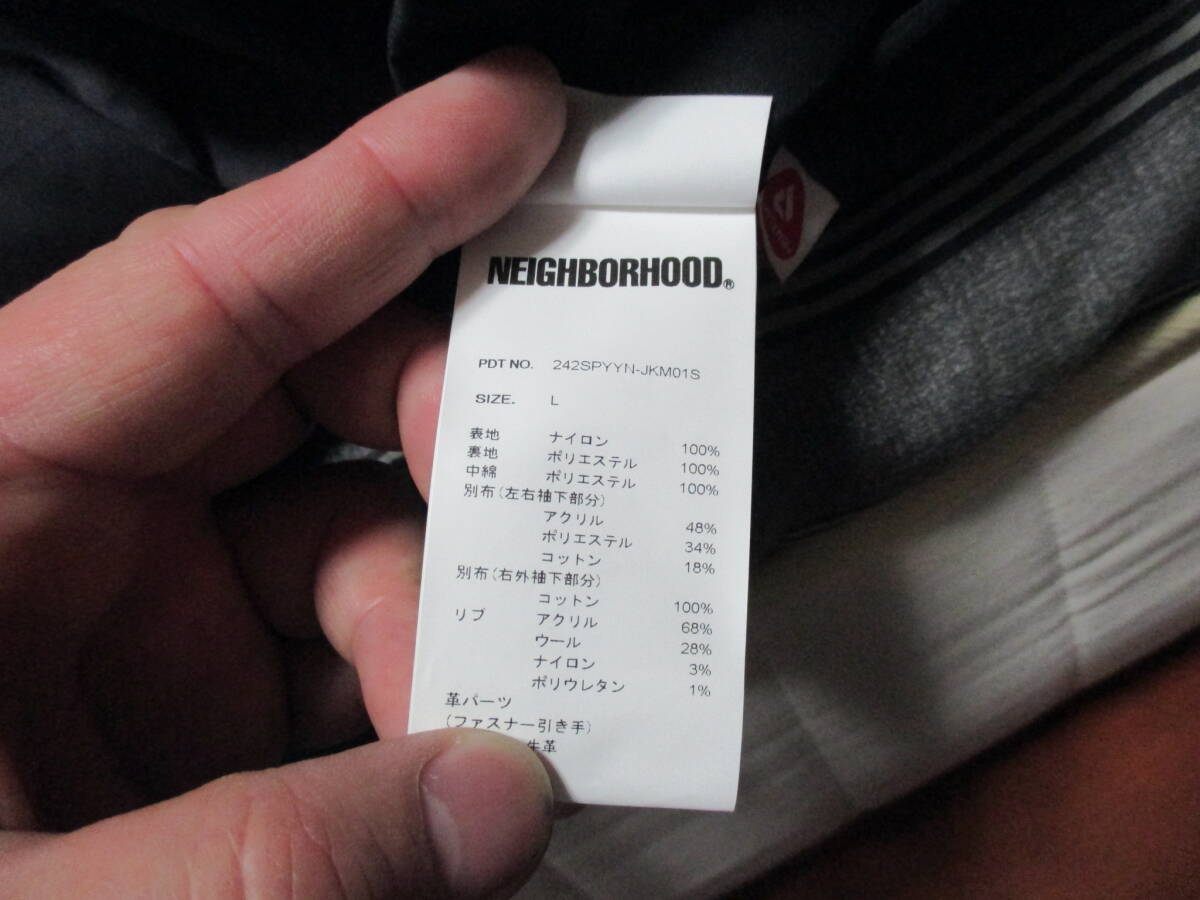 NEIGHBORHOOD®
PDT NO. 242SPYYN-JKM01S
SIZE. L
表地 ナイロン 100%
裏地 ポリエステル 100%
中綿 ポリエステル 100%
別布(左右袖下部分)
アクリル 48%
ポリエステル 34%
コットン 18%
別布(右外袖下部分)
コットン 100%
リブ アクリル 68%
ウール 28%
ナイロン 3%
ポリウレタン 1%
革パーツ
(ファスナー引き手)
牛革